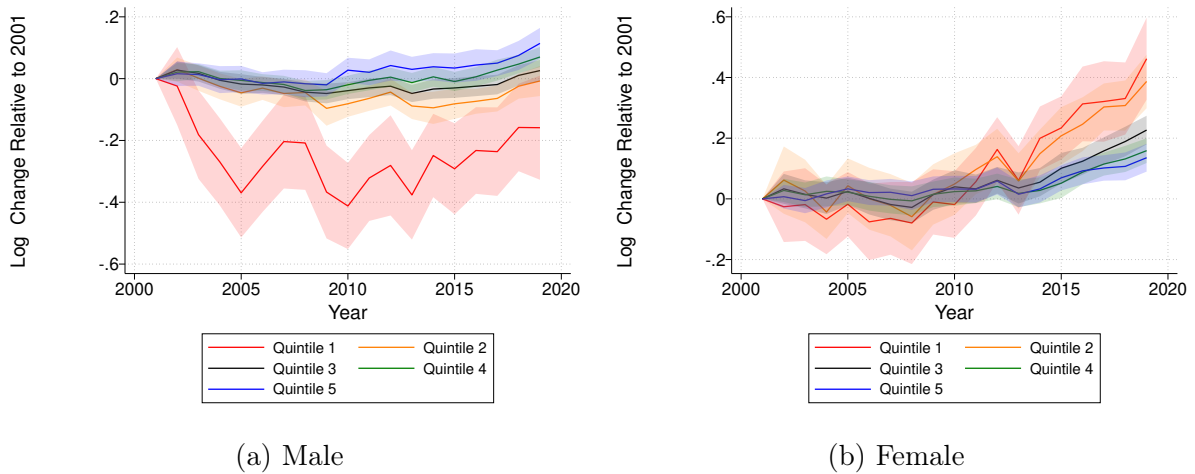 .2
0
-.2
-.4
-.6
Log Change Relative to 2001
2000 2005 2010 2015 2020
Year
Quintile 1 Quintile 2
Quintile 3 Quintile 4
Quintile 5
(a) Male
.6
.4
.2
0
-.2
Log Change Relative to 2001
2000 2005 2010 2015 2020
Year
Quintile 1 Quintile 2
Quintile 3 Quintile 4
Quintile 5
(b) Female